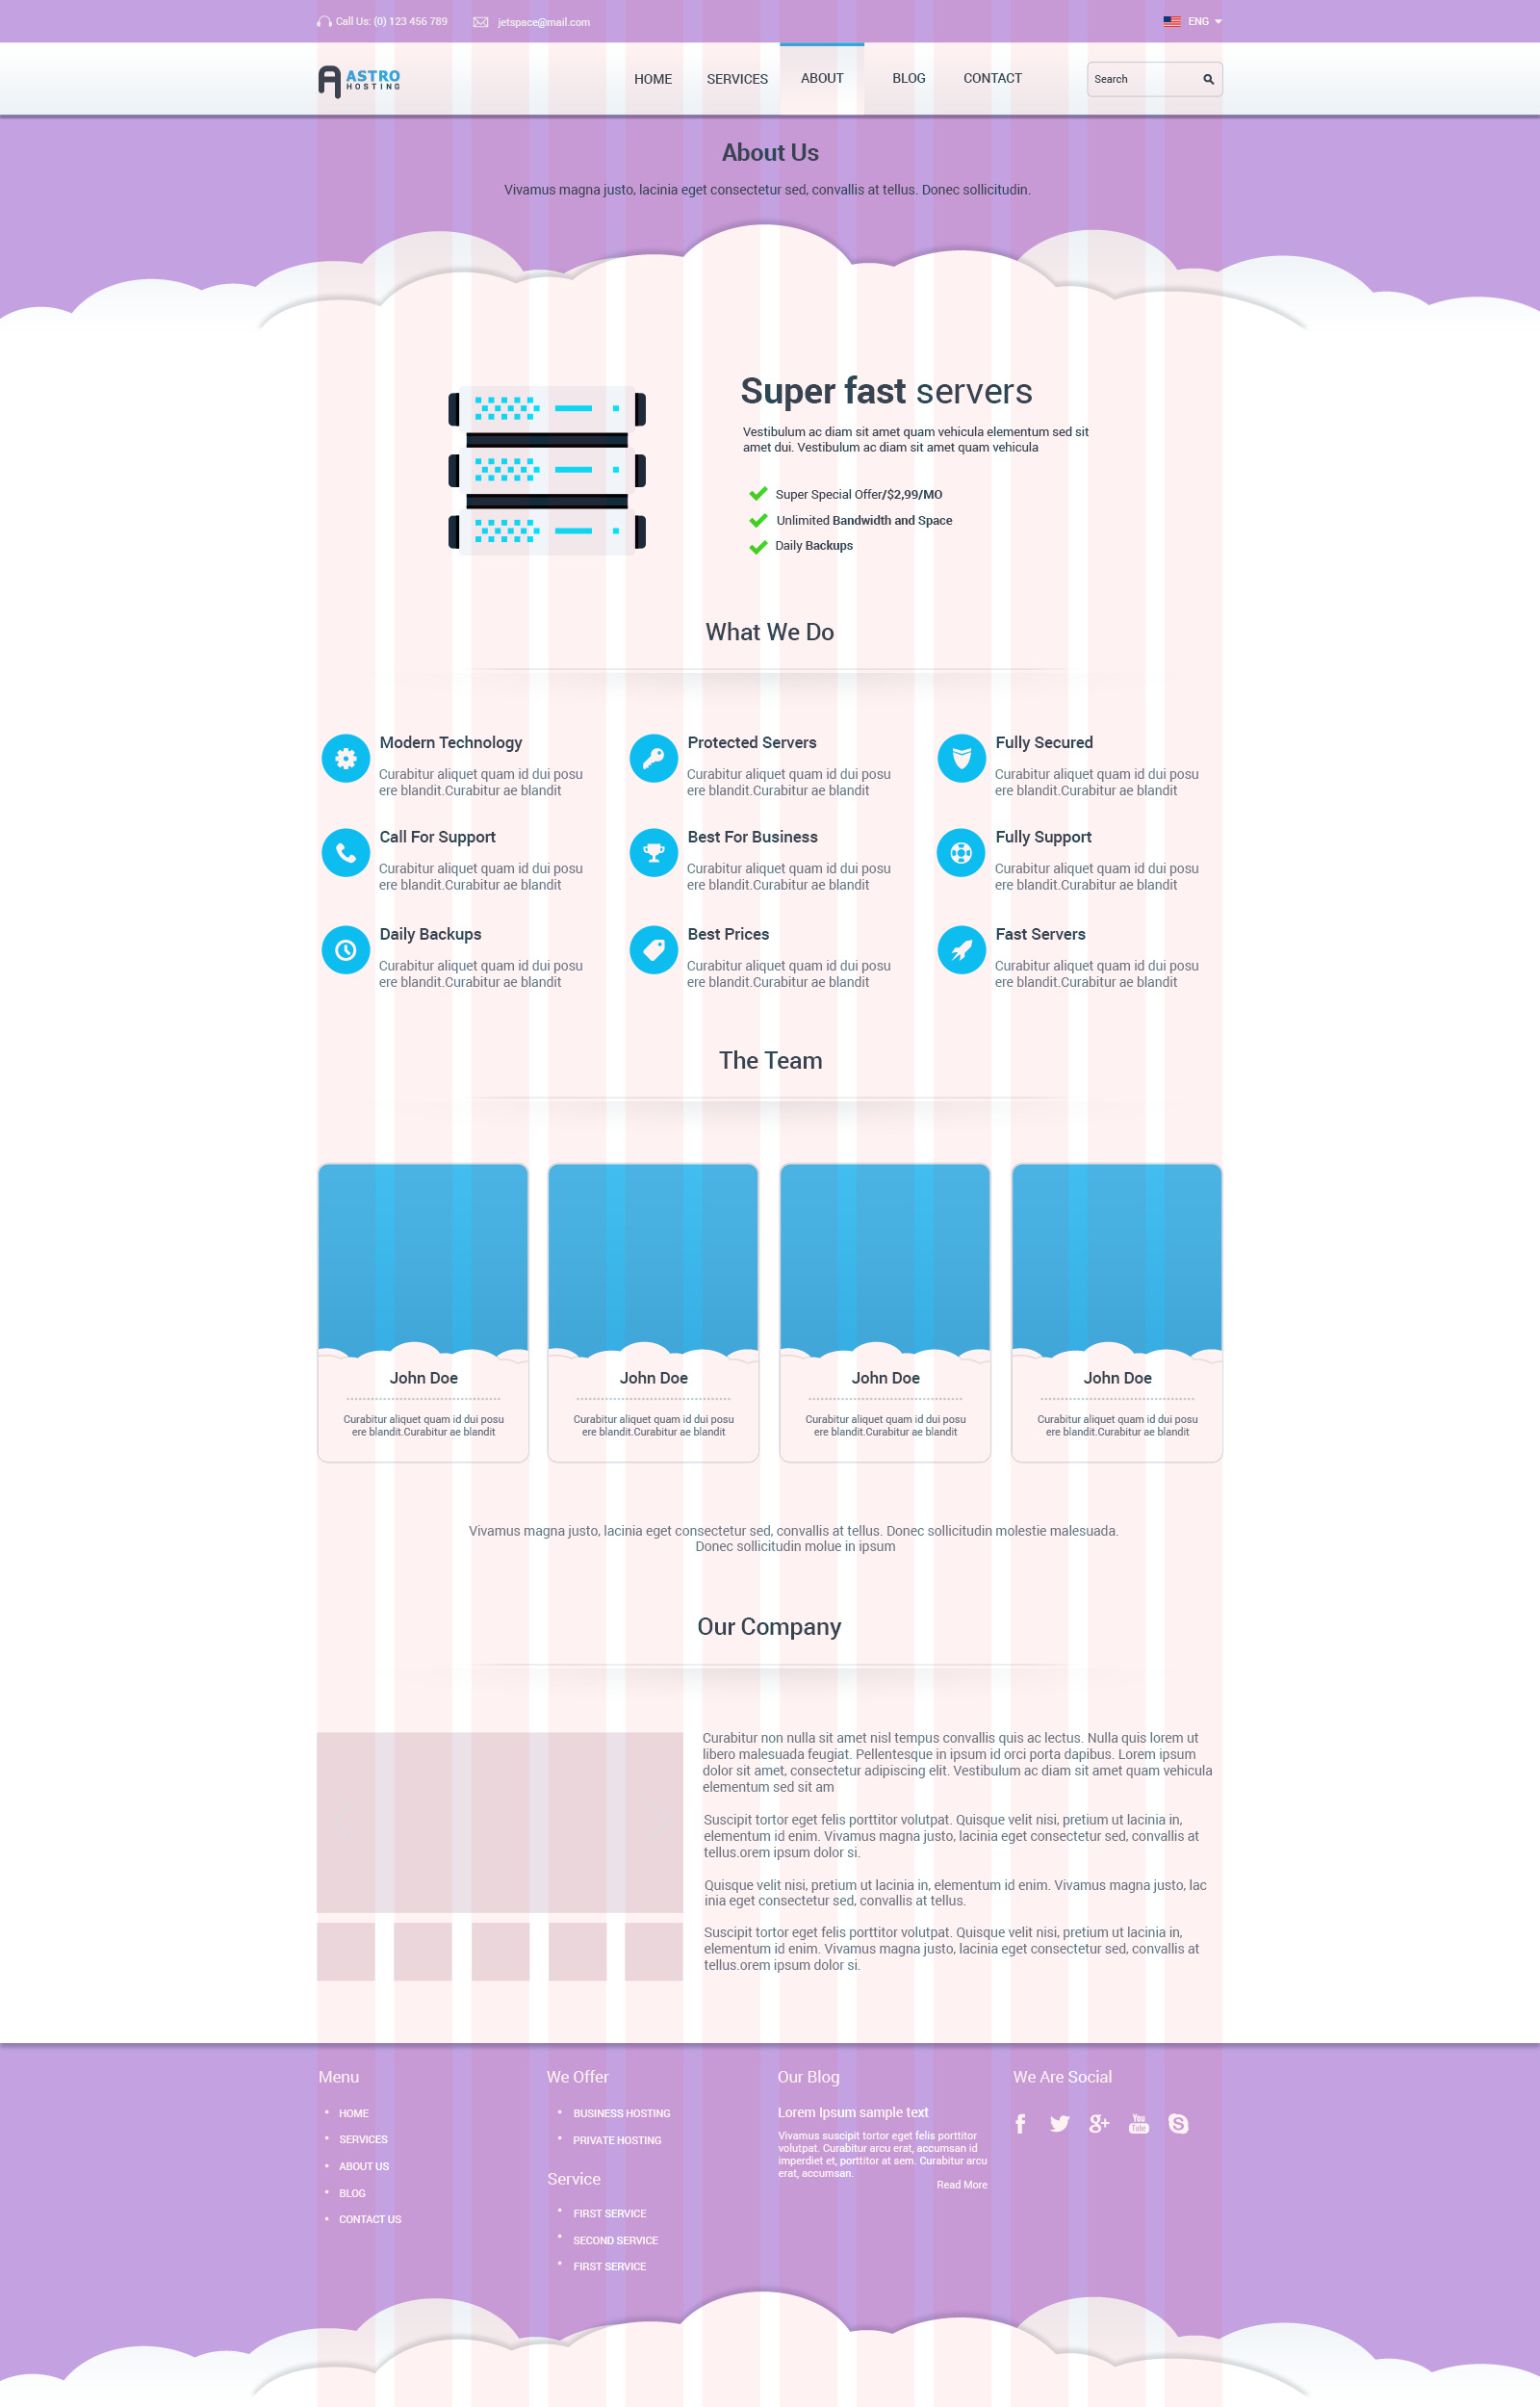 Call Us: (0) 123 456 789
jetspace@mail.com
ENG
ASTRO
HOSTING
HOME
SERVICES
ABOUT
BLOG
CONTACT
Search
About Us
Vivamus magna justo, lacinia eget consectetur sed, convallis at tellus. Donec sollicitudin.
Super fast servers
Vestibulum ac diam sit amet quam vehicula elementum sed sit
amet dui. Vestibulum ac diam sit amet quam vehicula
Super Special Offer/$2,99/MO
Unlimited Bandwidth and Space
Daily Backups
What We Do
Modern Technology
Curabitur aliquet quam id dui posu
ere blandit.Curabitur ae blandit
Protected Servers
Curabitur aliquet quam id dui posu
ere blandit.Curabitur ae blandit
Fully Secured
Curabitur aliquet quam id dui posu
ere blandit.Curabitur ae blandit
Call For Support
Curabitur aliquet quam id dui posu
ere blandit.Curabitur ae blandit
Best For Business
Curabitur aliquet quam id dui posu
ere blandit.Curabitur ae blandit
Fully Support
Curabitur aliquet quam id dui posu
ere blandit.Curabitur ae blandit
Daily Backups
Curabitur aliquet quam id dui posu
ere blandit.Curabitur ae blandit
Best Prices
Curabitur aliquet quam id dui posu
ere blandit.Curabitur ae blandit
Fast Servers
Curabitur aliquet quam id dui posu
ere blandit.Curabitur ae blandit
The Team
John Doe
Curabitur aliquet quam id dui posu
ere blandit.Curabitur ae blandit
John Doe
Curabitur aliquet quam id dui posu
ere blandit.Curabitur ae blandit
John Doe
Curabitur aliquet quam id dui posu
ere blandit.Curabitur ae blandit
John Doe
Curabitur aliquet quam id dui posu
ere blandit.Curabitur ae blandit
Vivamus magna justo, lacinia eget consectetur sed, convallis at tellus. Donec sollicitudin molestie malesuada.
Donec sollicitudin molue in ipsum
Our Company
Curabitur non nulla sit amet nisl tempus convallis quis ac lectus. Nulla quis lorem ut
libero malesuada feugiat. Pellentesque in ipsum id orci porta dapibus. Lorem ipsum
dolor sit amet, consectetur adipiscing elit. Vestibulum ac diam sit amet quam vehicula
elementum sed sit am
Suscipit tortor eget felis porttitor volutpat. Quisque velit nisi, pretium ut lacinia in,
elementum id enim. Vivamus magna justo, lacinia eget consectetur sed, convallis at
tellus.orem ipsum dolor si.
Quisque velit nisi, pretium ut lacinia in, elementum id enim. Vivamus magna justo, lac
inia eget consectetur sed, convallis at tellus.
Suscipit tortor eget felis porttitor volutpat. Quisque velit nisi, pretium ut lacinia in,
elementum id enim. Vivamus magna justo, lacinia eget consectetur sed, convallis at
tellus.orem ipsum dolor si.
Menu
HOME
SERVICES
ABOUT US
BLOG
CONTACT US
We Offer
BUSINESS HOSTING
PRIVATE HOSTING
Service
FIRST SERVICE
SECOND SERVICE
FIRST SERVICE
Our Blog
Lorem Ipsum sample text
Vivamus suscipit tortor eget felis porttitor
volutpat. Curabitur arcu erat, accumsan id
imperdiet et, porttitor at sem. Curabitur arcu
erat, accumsan.
Read More
We Are Social